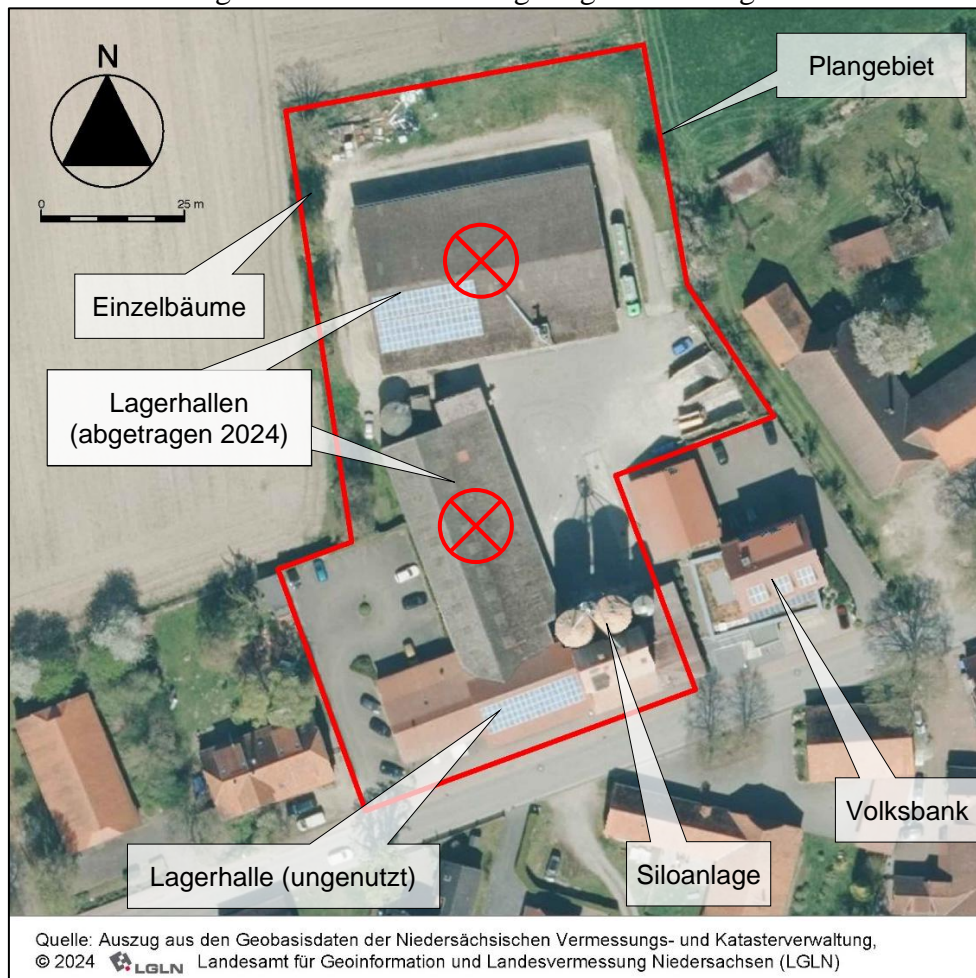 N
0 25 m
Plangebiet
Einzelbäume
Lagerhallen
(abgetragen 2024)
Lagerhalle (ungenutzt)
Siloanlage
Volksbank
Quelle: Auszug aus den Geobasisdaten der Niedersächsischen Vermessungs- und Katasterverwaltung,
© 2024 LGLN Landesamt für Geoinformation und Landesvermessung Niedersachsen (LGLN)